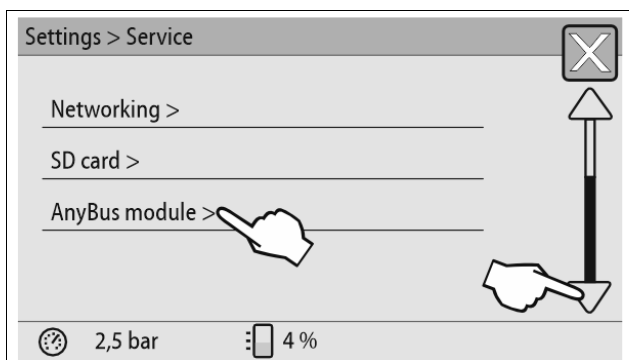 Settings > Service
X
Networking >
SD card >
AnyBus module >
2,5 bar 4 %